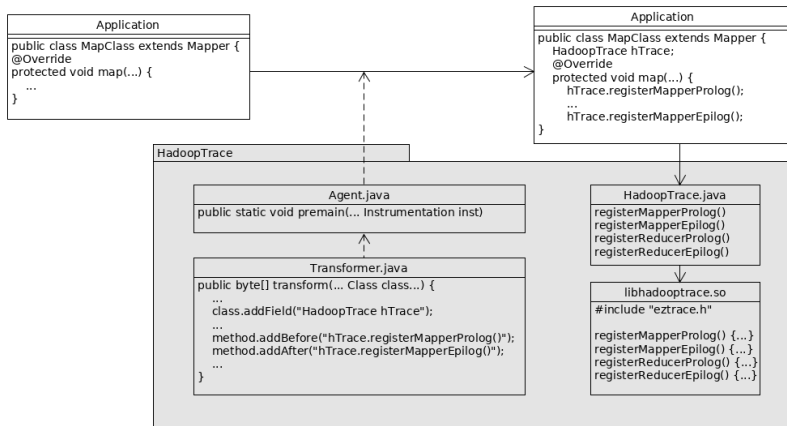 Application
public class MapClass extends Mapper {
@Override
protected void map(...) {
...
}
Application
public class MapClass extends Mapper {
HadoopTrace hTrace;
@Override
protected void map(...) {
hTrace.registerMapperProlog();
...
hTrace.registerMapperEpilog();
}
HadoopTrace
Agent.java
public static void premain(... Instrumentation inst)
Transformer.java
public byte[] transform(... Class class...) {
...
class.addField("HadoopTrace hTrace");
...
method.addBefore("hTrace.registerMapperProlog()");
method.addAfter("hTrace.registerMapperEpilog()");
...
}
HadoopTrace.java
registerMapperProlog()
registerMapperEpilog()
registerReducerProlog()
registerReducerEpilog()
libhadooptrace.so
#include "eztrace.h"
registerMapperProlog() {...}
registerMapperEpilog() {...}
registerReducerProlog() {...}
registerReducerEpilog() {...}